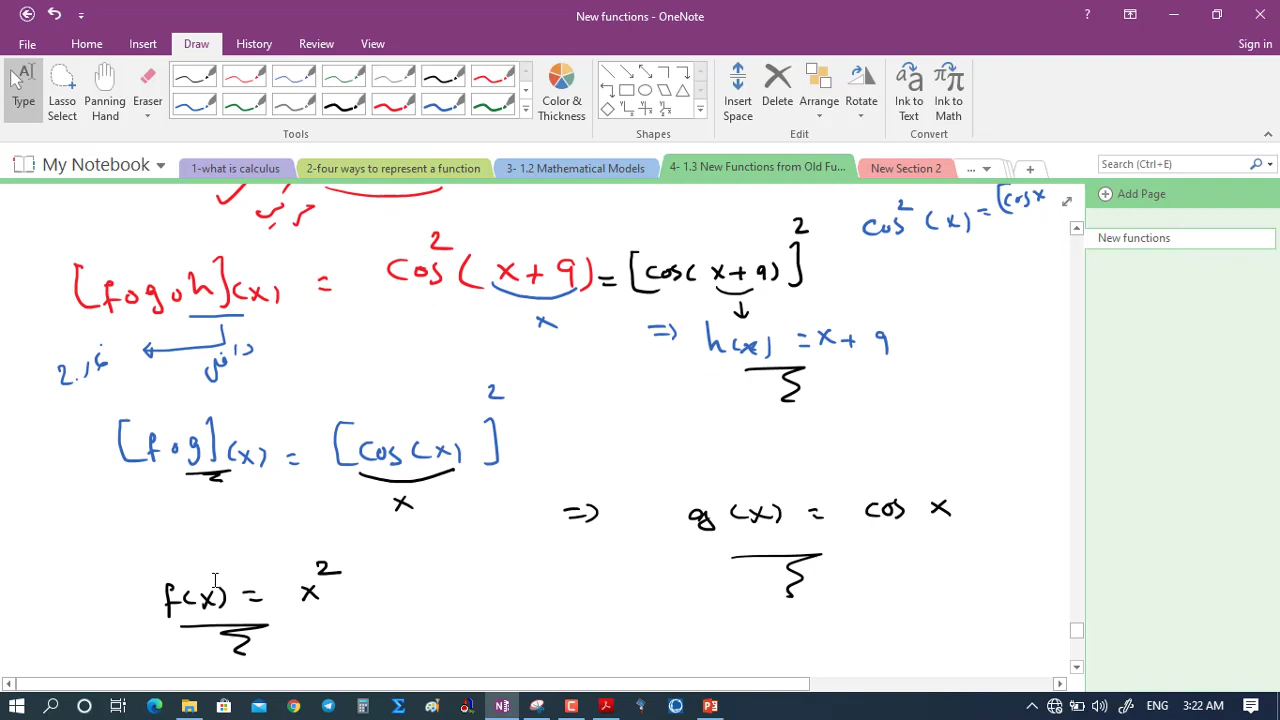 New functions - OneNote
File Home Insert Draw History Review View Sign in
Type Lasso Select Panning Hand Eraser Color & Thickness Insert Space Delete Arrange Rotate Ink to Text Ink to Math
Tools Shapes Edit Convert
My Notebook 1-what is calculus 2-four ways to represent a function 3- 1.2 Mathematical Models 4- 1.3 New Functions from Old Fu... New Section 2 ... Search (Ctrl+E)
Add Page
New functions
cos²(x) = [cos x
[fogoh](x) = cos²(x+9) = [cos(x+9)]²
x
⇒ h(x) = x + 9
داخل
[fog](x) = [cos(x)]²
x
⇒ g(x) = cos x
f(x) = x²
ENG 3:22 AM